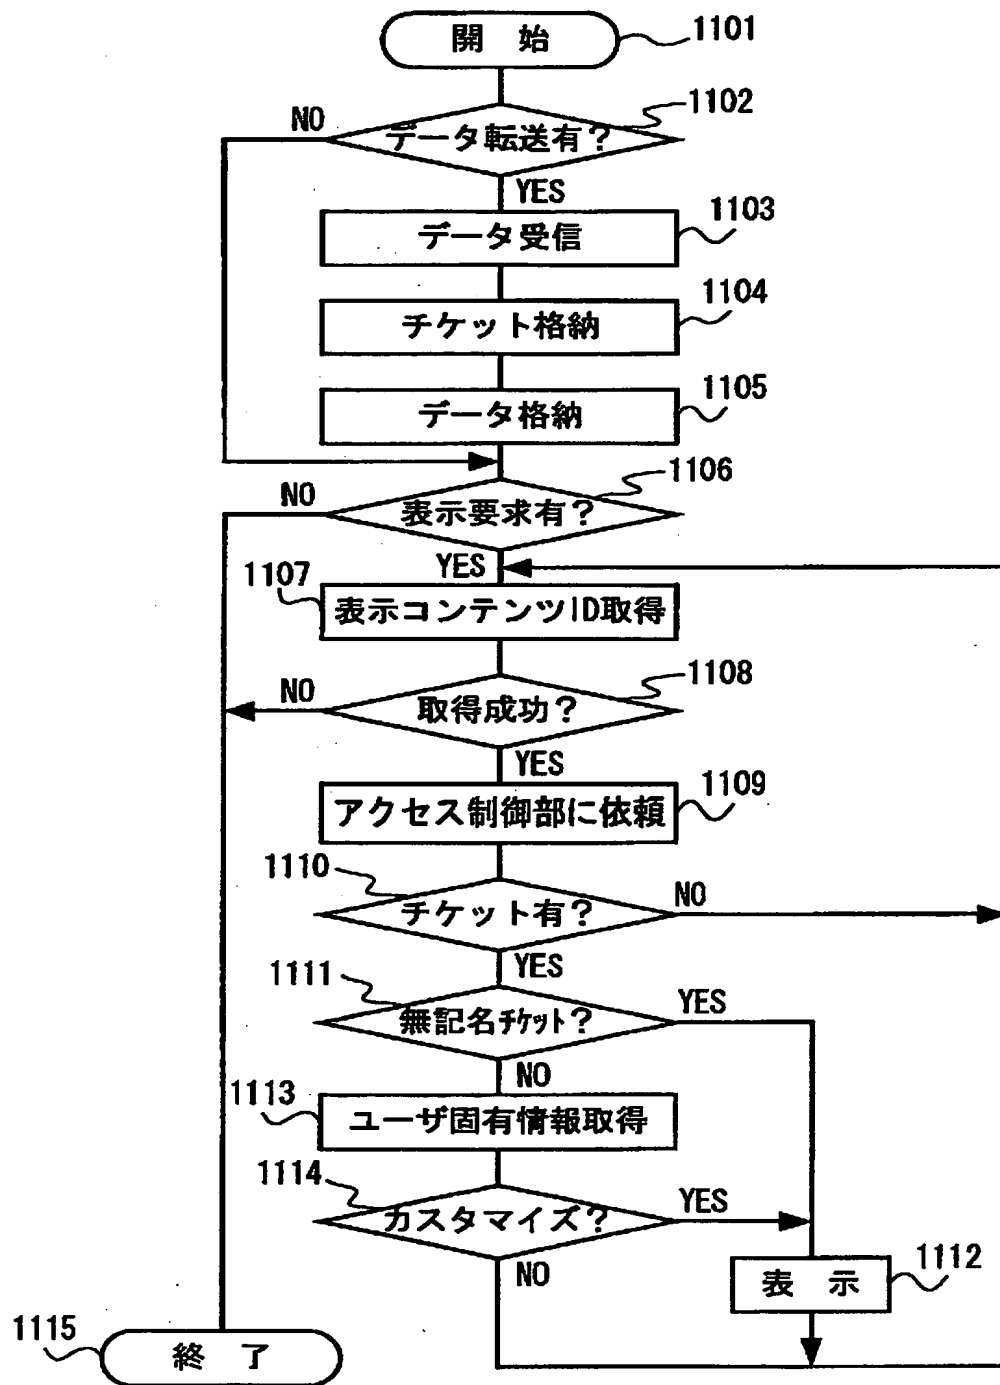 開　始
1101
1102
NO
データ転送有?
YES
1103
データ受信
1104
チケット格納
1105
データ格納
1106
NO
表示要求有?
YES
1107
表示コンテンツID取得
1108
NO
取得成功?
YES
1109
アクセス制御部に依頼
1110
NO
チケット有?
YES
1111
YES
無記名チケット?
NO
1113
ユーザ固有情報取得
1114
YES
カスタマイズ?
NO
1112
表　示
1115
終　了